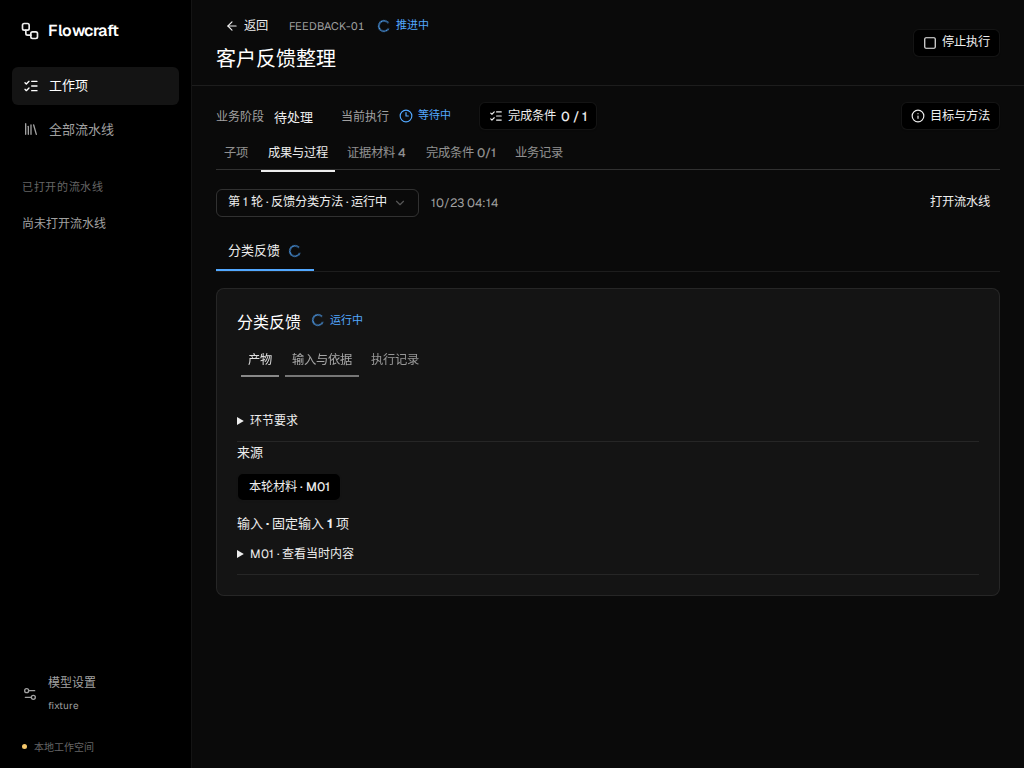 Flowcraft
工作项
全部流水线
已打开的流水线
尚未打开流水线
模型设置
fixture
本地工作空间
返回 FEEDBACK-01 推进中
客户反馈整理
停止执行
业务阶段 待处理 当前执行 等待中 完成条件 0 / 1 目标与方法
子项 成果与过程 证据材料 4 完成条件 0/1 业务记录
第 1 轮 · 反馈分类方法 · 运行中 10/23 04:14 打开流水线
分类反馈
分类反馈 运行中
产物 输入与依据 执行记录
环节要求
来源
本轮材料 · M01
输入 · 固定输入 1 项
M01 · 查看当时内容